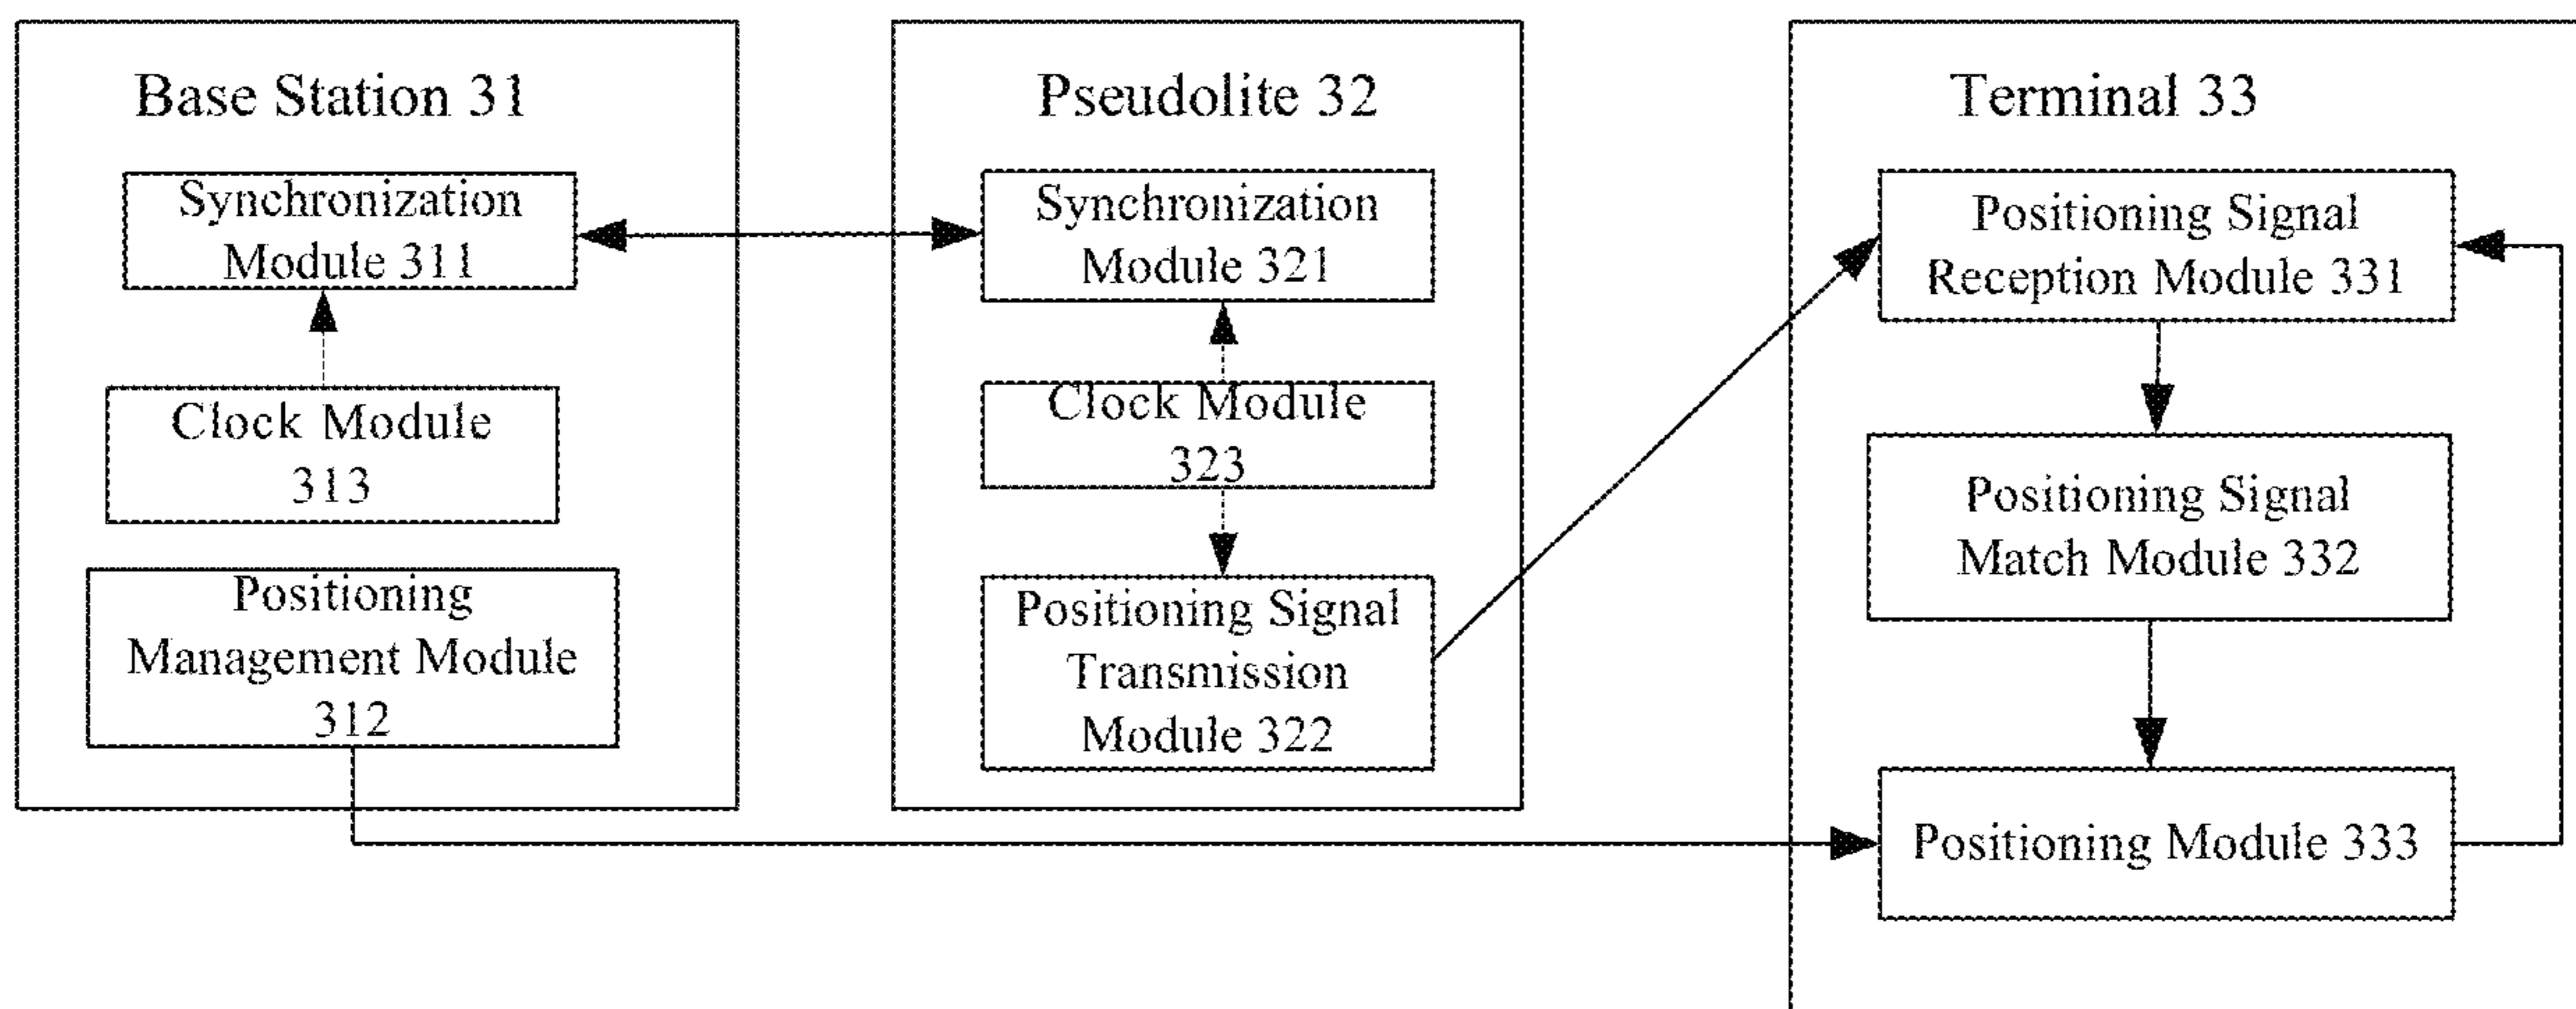 Base Station 31
Synchronization
Module 311
Clock Module
313
Positioning
Management Module
312
Pseudolite 32
Synchronization
Module 321
Clock Module
323
Positioning Signal
Transmission
Module 322
Terminal 33
Positioning Signal
Reception Module 331
Positioning Signal
Match Module 332
Positioning Module 333